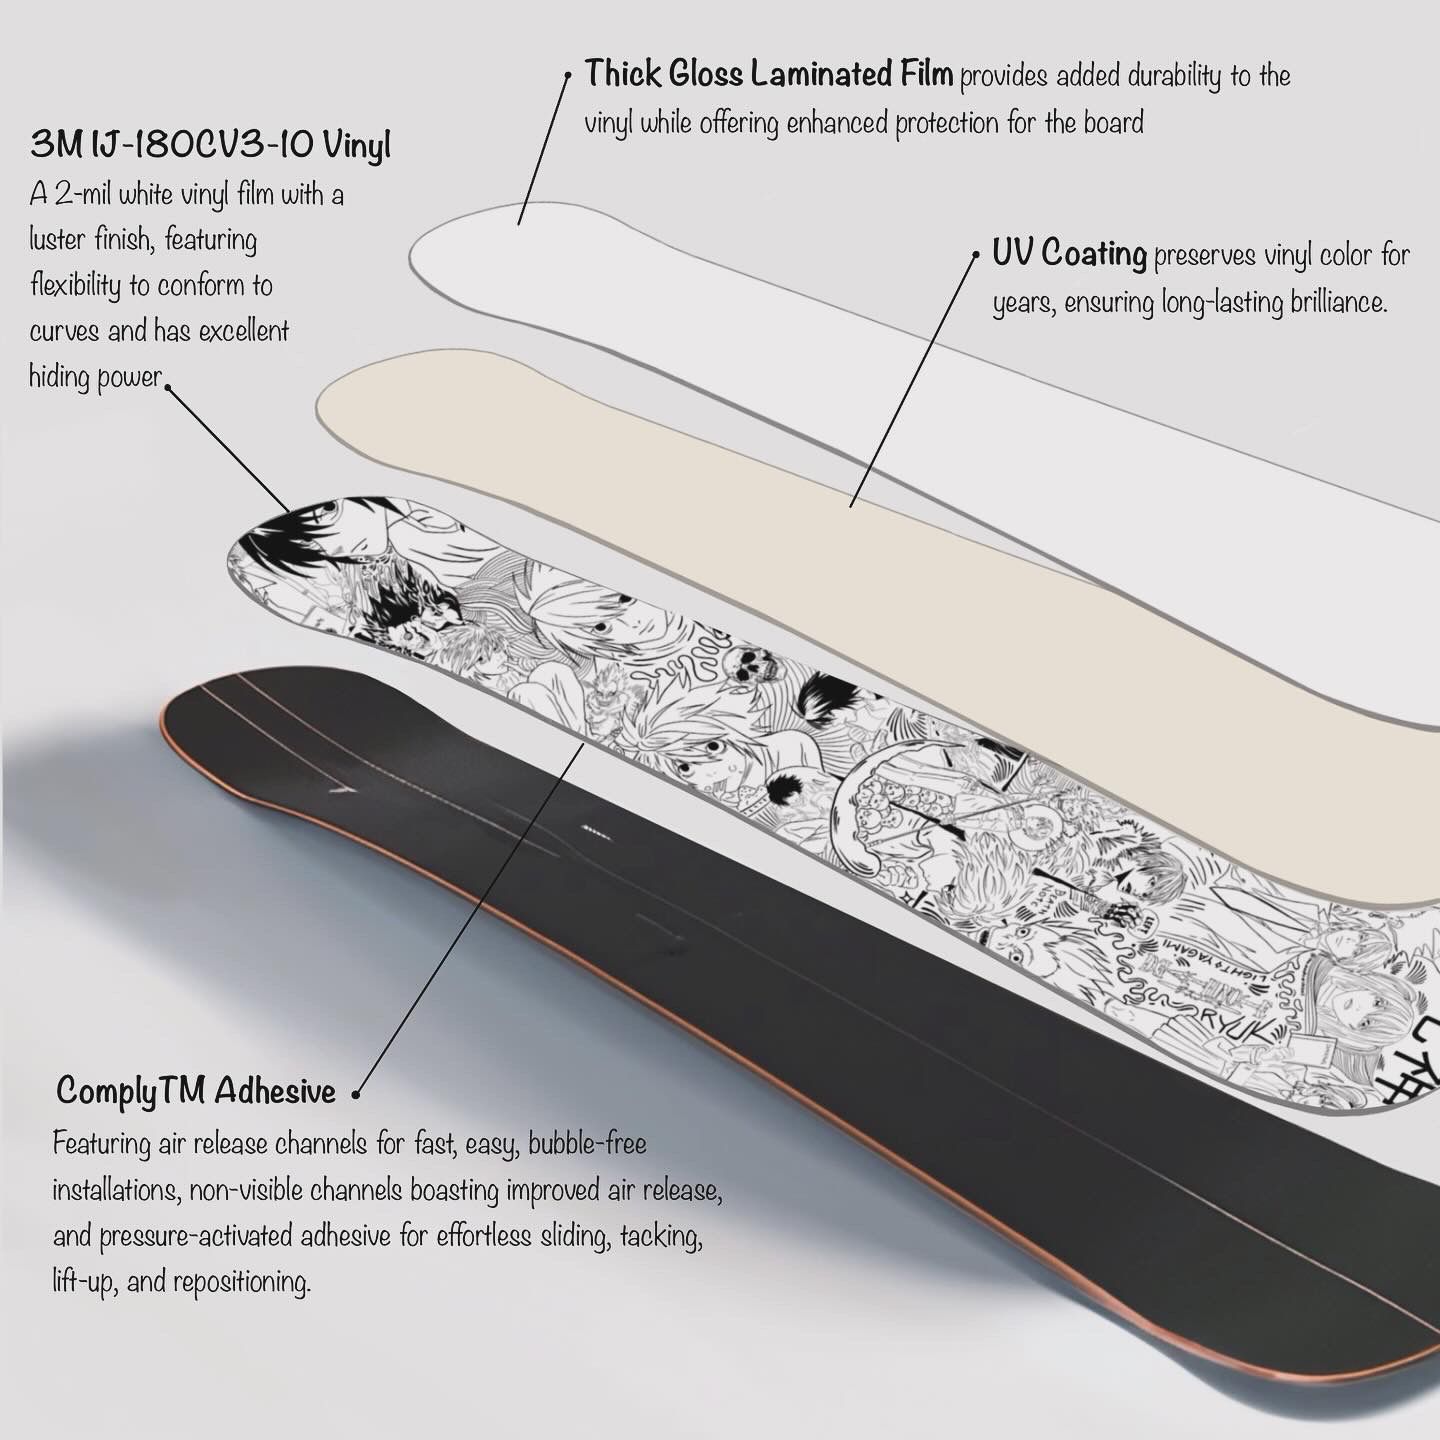 Thick Gloss Laminated Film provides added durability to the
vinyl while offering enhanced protection for the board
3M IJ-180CV3-10 Vinyl
A 2-mil white vinyl film with a
luster finish, featuring
flexibility to conform to
curves and has excellent
hiding power.
UV Coating preserves vinyl color for
years, ensuring long-lasting brilliance.
DEATH
NOTE
LEFT
LIGHT YAGAMI
RYUK
神
ComplyTM Adhesive
Featuring air release channels for fast, easy, bubble-free
installations, non-visible channels boasting improved air release,
and pressure-activated adhesive for effortless sliding, tacking,
lift-up, and repositioning.